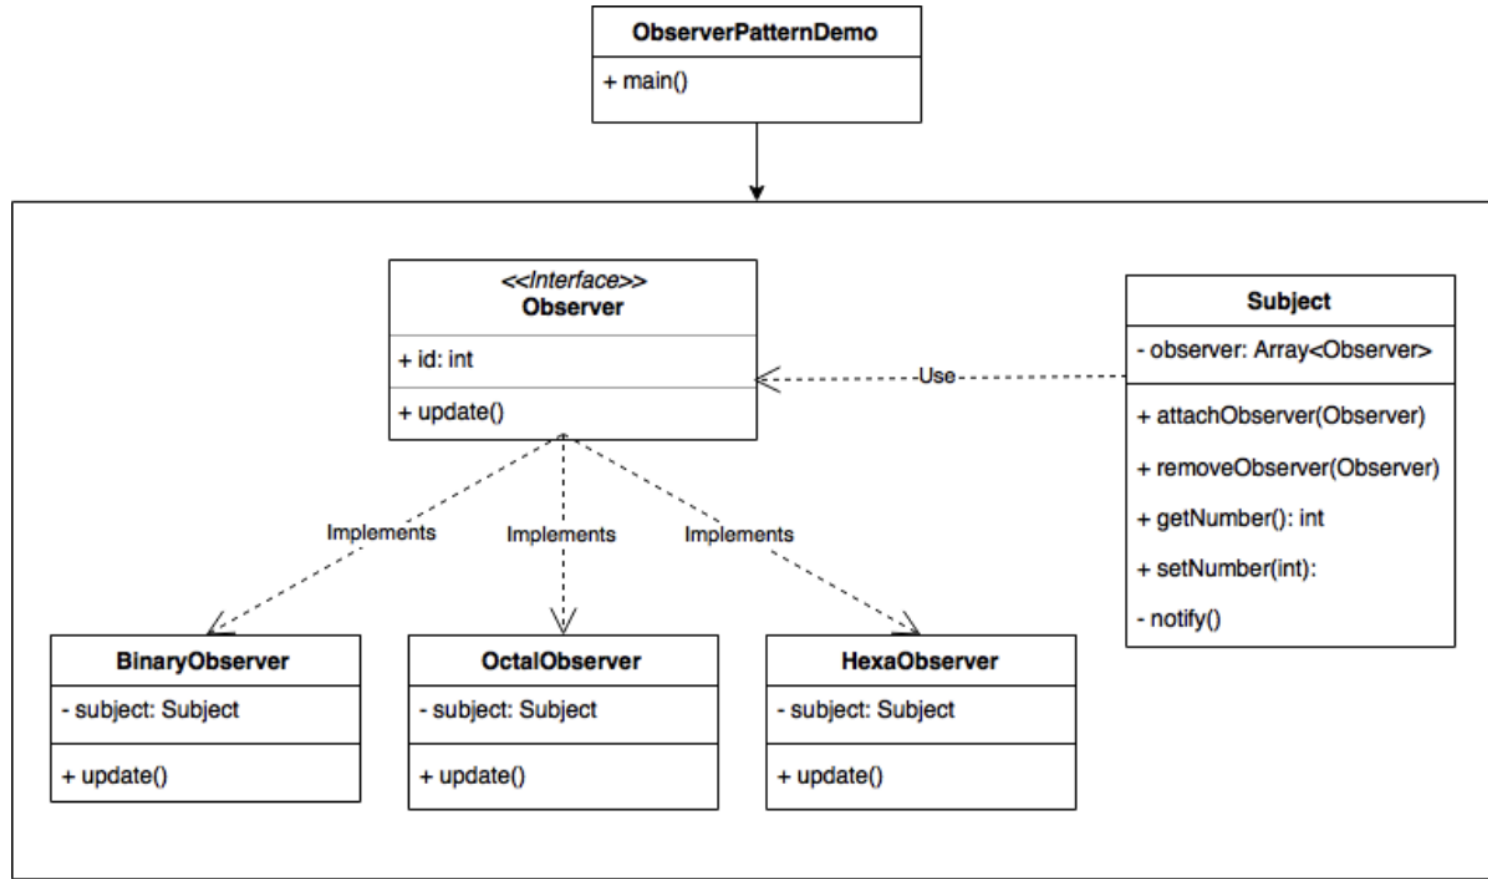 ObserverPatternDemo
+ main()
<<Interface>>
Observer
+ id: int
+ update()
Use
Subject
- observer: Array<Observer>
+ attachObserver(Observer)
+ removeObserver(Observer)
+ getNumber(): int
+ setNumber(int):
- notify()
Implements
Implements
Implements
BinaryObserver
- subject: Subject
+ update()
OctalObserver
- subject: Subject
+ update()
HexaObserver
- subject: Subject
+ update()